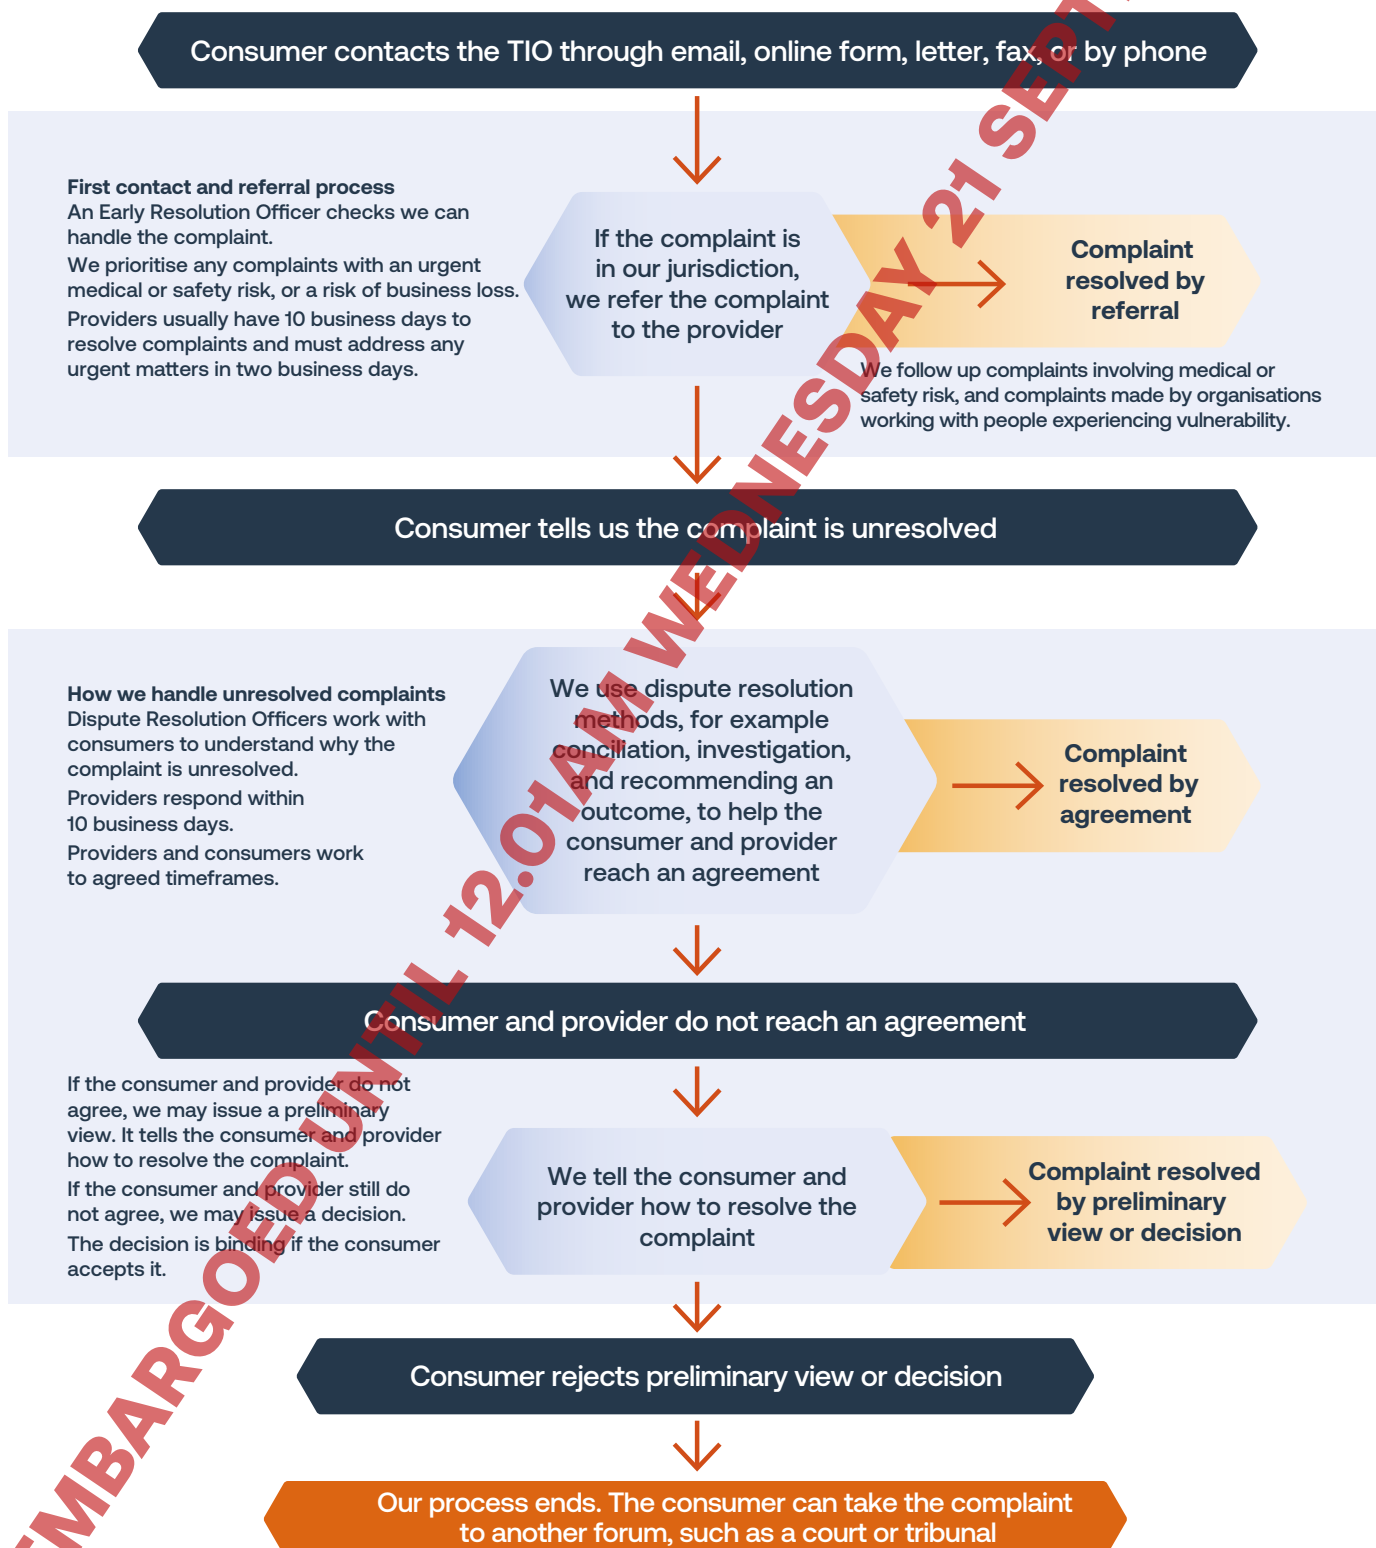 Consumer contacts the TIO through email, online form, letter, fax, or by phone
First contact and referral process
An Early Resolution Officer checks we can
handle the complaint.
We prioritise any complaints with an urgent
medical or safety risk, or a risk of business loss.
Providers usually have 10 business days to
resolve complaints and must address any
urgent matters in two business days.
If the complaint is
in our jurisdiction,
we refer the complaint
to the provider
Complaint
resolved by
referral
We follow up complaints involving medical or
safety risk, and complaints made by organisations
working with people experiencing vulnerability.
Consumer tells us the complaint is unresolved
How we handle unresolved complaints
Dispute Resolution Officers work with
consumers to understand why the
complaint is unresolved.
Providers respond within
10 business days.
Providers and consumers work
to agreed timeframes.
We use dispute resolution
methods, for example
conciliation, investigation,
and recommending an
outcome, to help the
consumer and provider
reach an agreement
Complaint
resolved by
agreement
Consumer and provider do not reach an agreement
If the consumer and provider do not
agree, we may issue a preliminary
view. It tells the consumer and provider
how to resolve the complaint.
If the consumer and provider still do
not agree, we may issue a decision.
The decision is binding if the consumer
accepts it.
We tell the consumer and
provider how to resolve the
complaint
Complaint resolved
by preliminary
view or decision
Consumer rejects preliminary view or decision
Our process ends. The consumer can take the complaint
to another forum, such as a court or tribunal
EMBARGOED UNTIL 12.01AM WEDNESDAY 21 SEPT